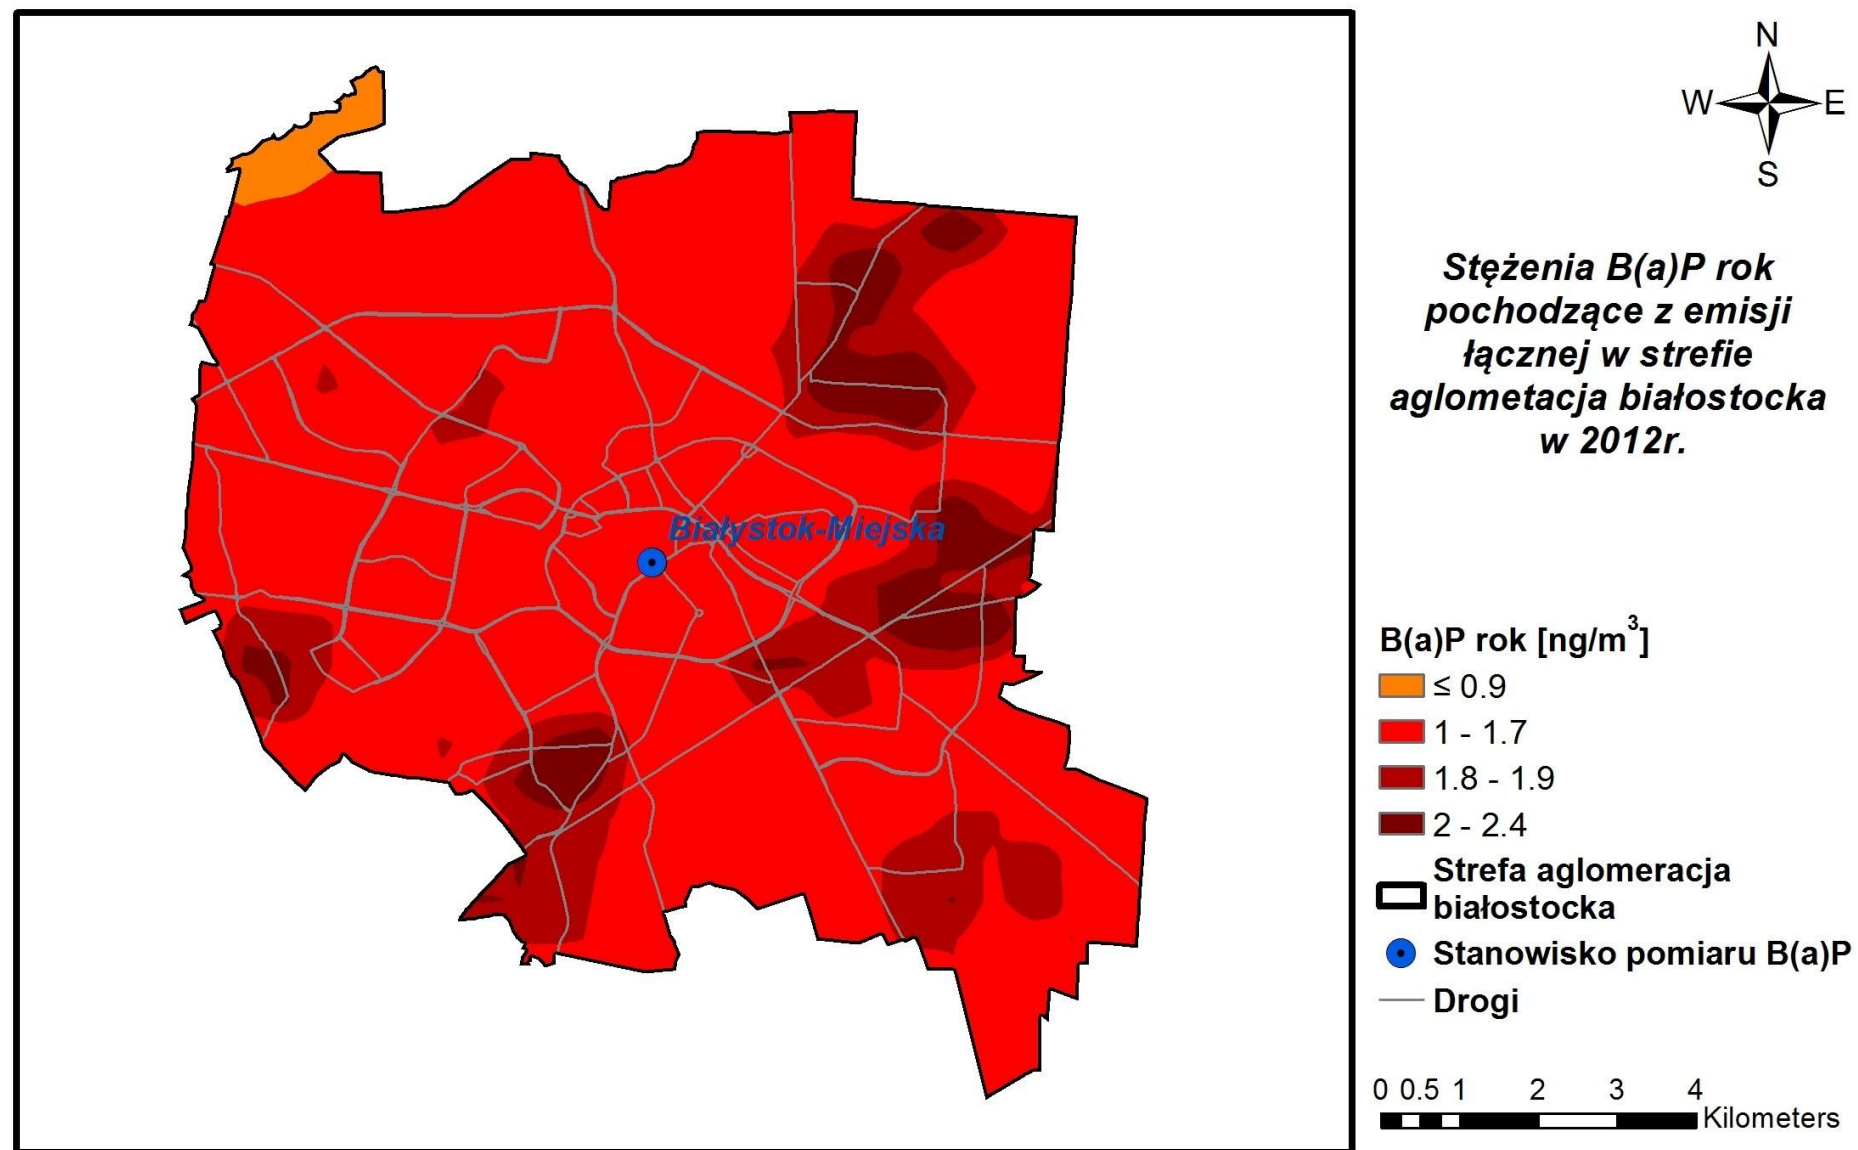 N
W E
S
Stężenia B(a)P rok
pochodzące z emisji
łącznej w strefie
aglometacja białostocka
w 2012r.
Białystok-Miejska
B(a)P rok [ng/m³]
≤ 0.9
1 - 1.7
1.8 - 1.9
2 - 2.4
Strefa aglomeracja
białostocka
Stanowisko pomiaru B(a)P
Drogi
0 0.5 1 2 3 4
Kilometers